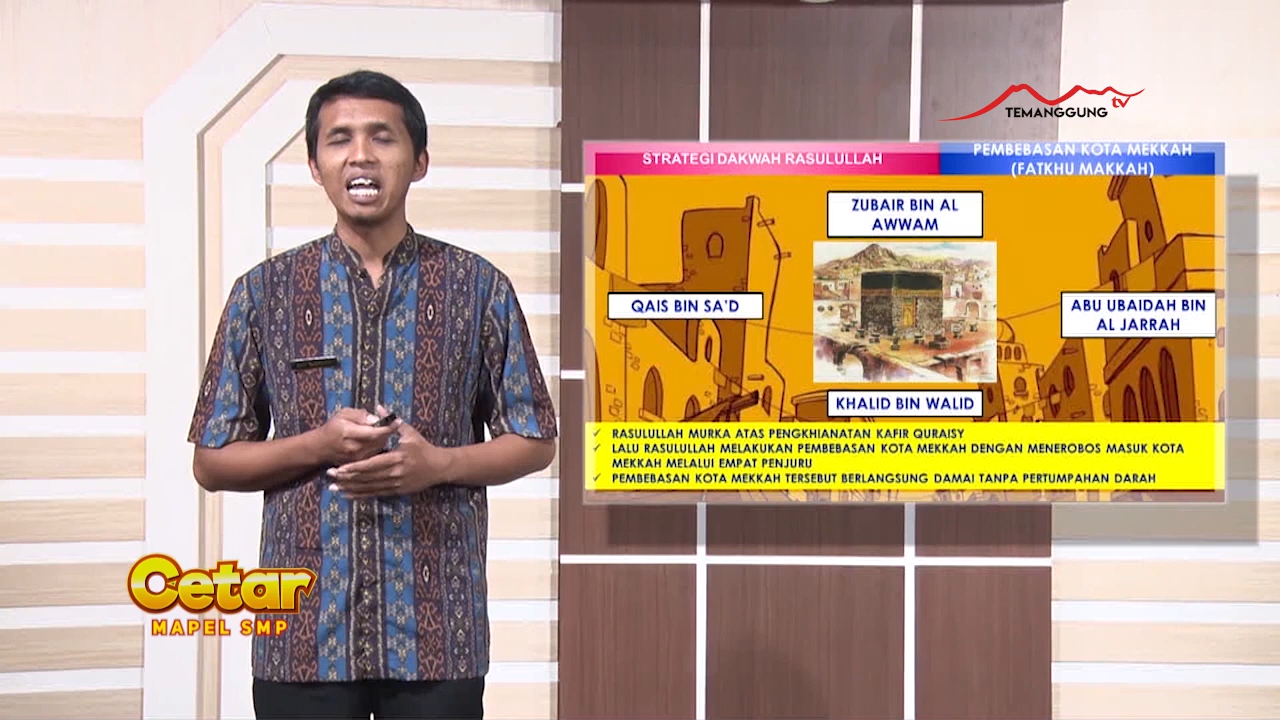 TEMANGGUNG tv
STRATEGI DAKWAH RASULULLAH
PEMBEBASAN KOTA MEKKAH
(FATKHU MAKKAH)
ZUBAIR BIN AL
AWWAM
QAIS BIN SA'D
ABU UBAIDAH BIN
AL JARRAH
KHALID BIN WALID
RASULULLAH MURKA ATAS PENGKHIANATAN KAFIR QURAISY
LALU RASULULLAH MELAKUKAN PEMBEBASAN KOTA MEKKAH DENGAN MENEROBOS MASUK KOTA
MEKKAH MELALUI EMPAT PENJURU
PEMBEBASAN KOTA MEKKAH TERSEBUT BERLANGSUNG DAMAI TANPA PERTUMPAHAN DARAH
Cetar
MAPEL SMP